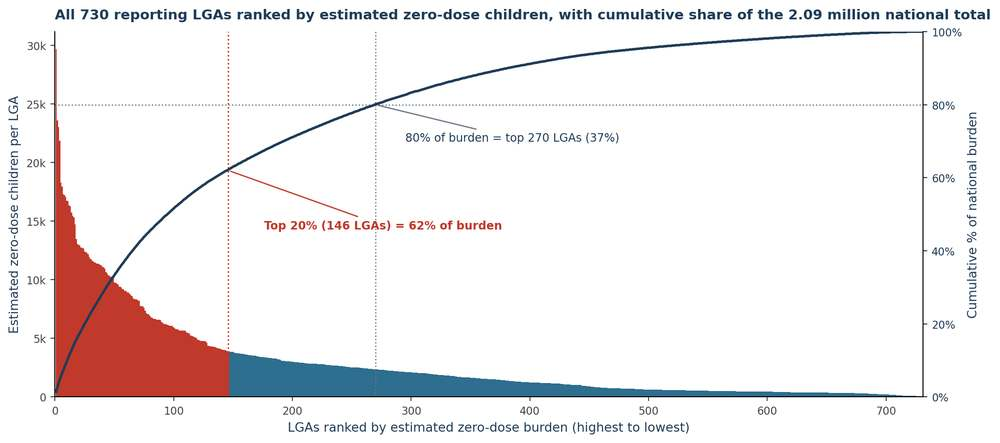 All 730 reporting LGAs ranked by estimated zero-dose children, with cumulative share of the 2.09 million national total
Estimated zero-dose children per LGA
30k
25k
20k
15k
10k
5k
0
100%
80%
60%
40%
20%
0%
Cumulative % of national burden
80% of burden = top 270 LGAs (37%)
Top 20% (146 LGAs) = 62% of burden
0 100 200 300 400 500 600 700
LGAs ranked by estimated zero-dose burden (highest to lowest)